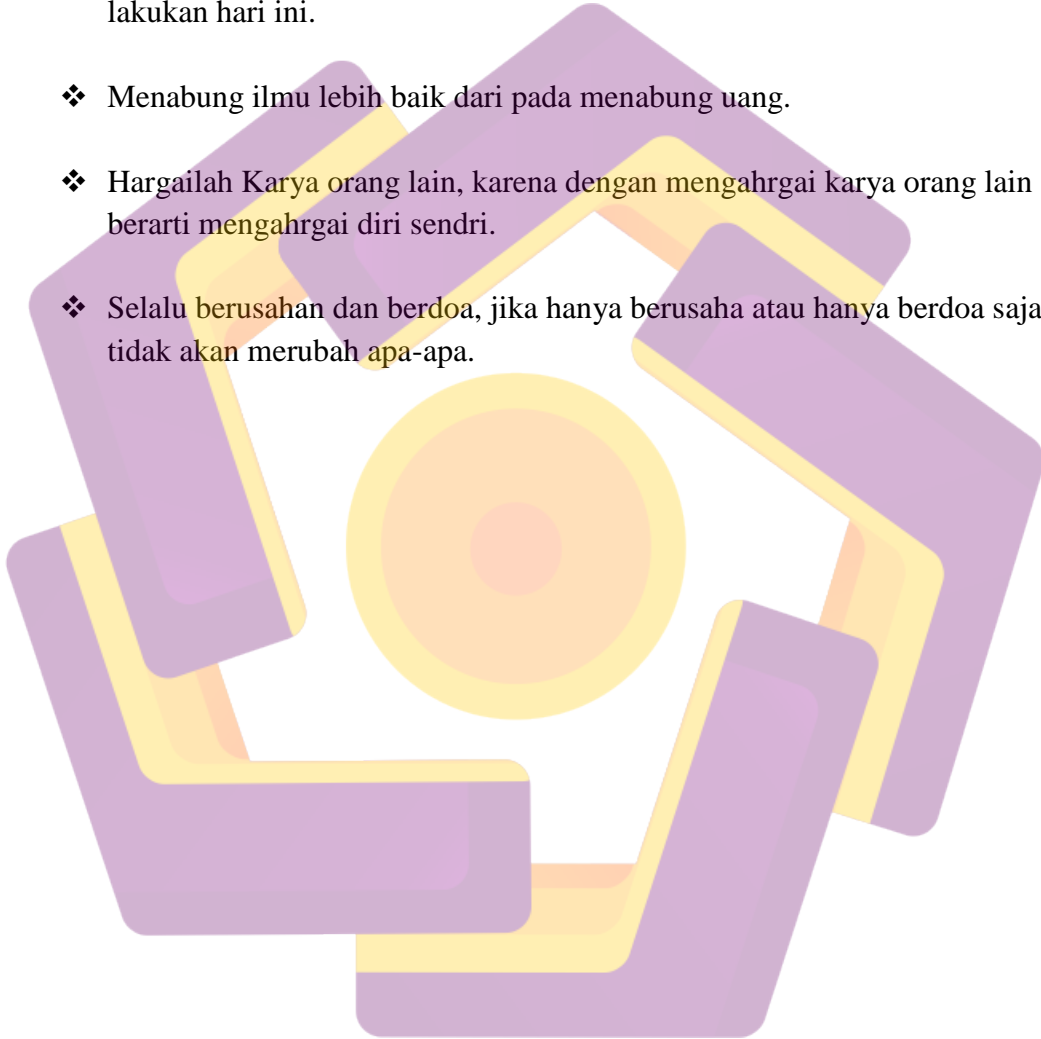 lakukan hari ini.
❖ Menabung ilmu lebih baik dari pada menabung uang.
❖ Hargailah Karya orang lain, karena dengan mengahrgai karya orang lain
berarti mengahrgai diri sendri.
❖ Selalu berusahan dan berdoa, jika hanya berusaha atau hanya berdoa saja
tidak akan merubah apa-apa.